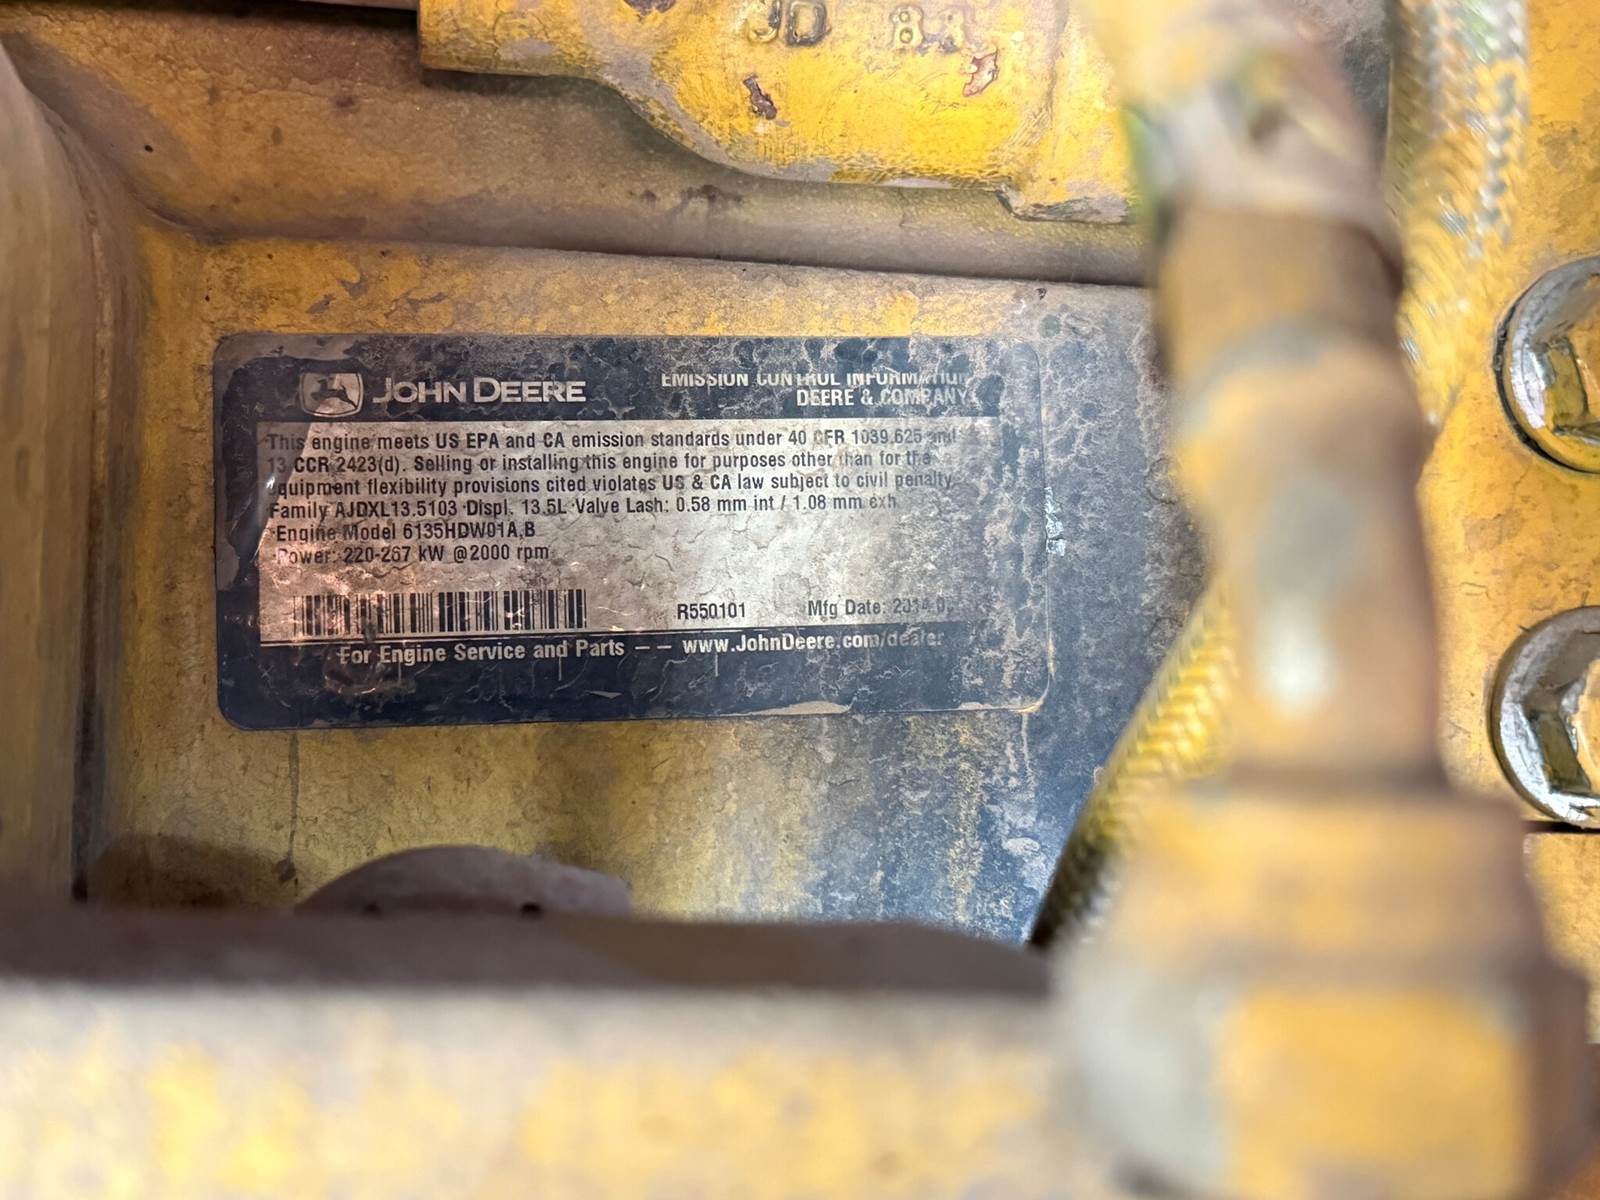 JD 84
JOHN DEERE
EMISSION CONTROL INFORMATION
DEERE & COMPANY
This engine meets US EPA and CA emission standards under 40 CFR 1039.625 and
13 CCR 2423(d). Selling or installing this engine for purposes other than for the
equipment flexibility provisions cited violates US & CA law subject to civil penalty.
Family AJDXL13.5103 Displ. 13.5L Valve Lash: 0.58 mm int / 1.08 mm exh
Engine Model 6135HDW01A,B
Power: 220-287 kW @2000 rpm
R550101 Mfg Date:
For Engine Service and Parts — — www.JohnDeere.com/dealer